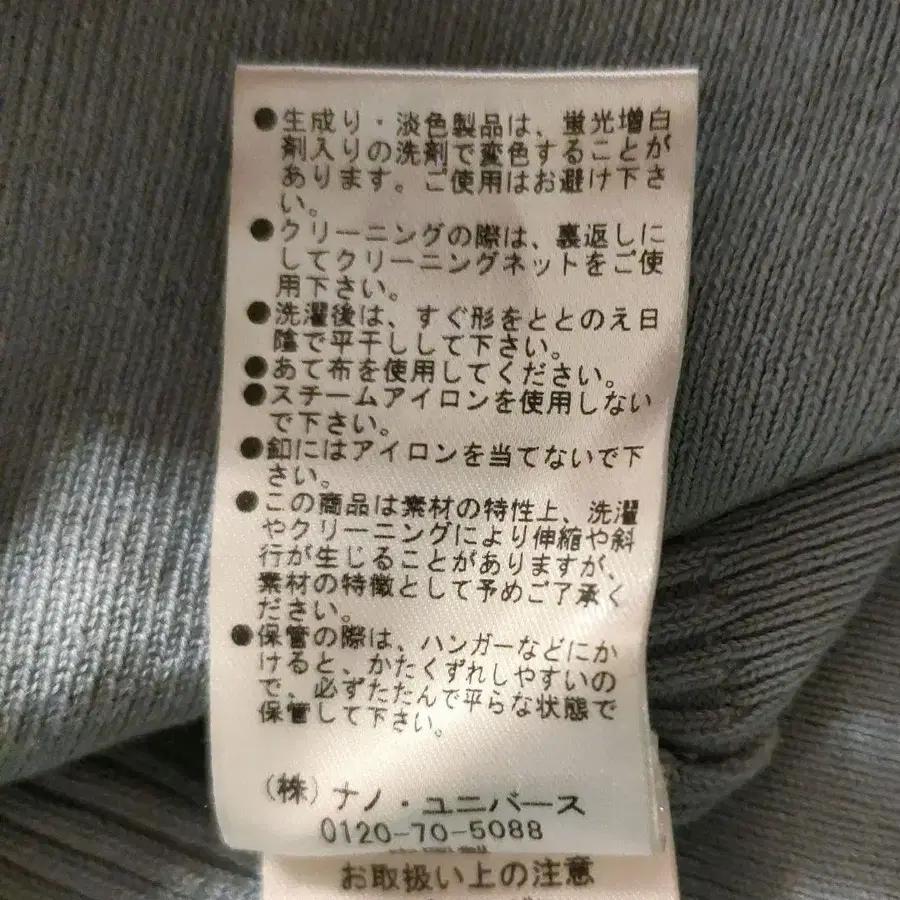 ●生成り・淡色製品は、蛍光増白
剤入りの洗剤で変色することが
あります。ご使用はお避け下さ
い。
●クリーニングの際は、裏返しに
してクリーニングネットをご使
用下さい。
●洗濯後は、すぐ形をととのえ日
陰で平干しして下さい。
●あて布を使用してください。
●スチームアイロンを使用しない
で下さい。
●釦にはアイロンを当てないで下
さい。
●この商品は素材の特性上、洗濯
やクリーニングにより伸縮や斜
行が生じることがありますが、
素材の特徴として予めご了承く
ださい。
●保管の際は、ハンガーなどにか
けると、かたくずれしやすいの
で、必ずたたんで平らな状態で
保管して下さい。
(株)ナノ・ユニバース
0120-70-5088
お取扱い上の注意